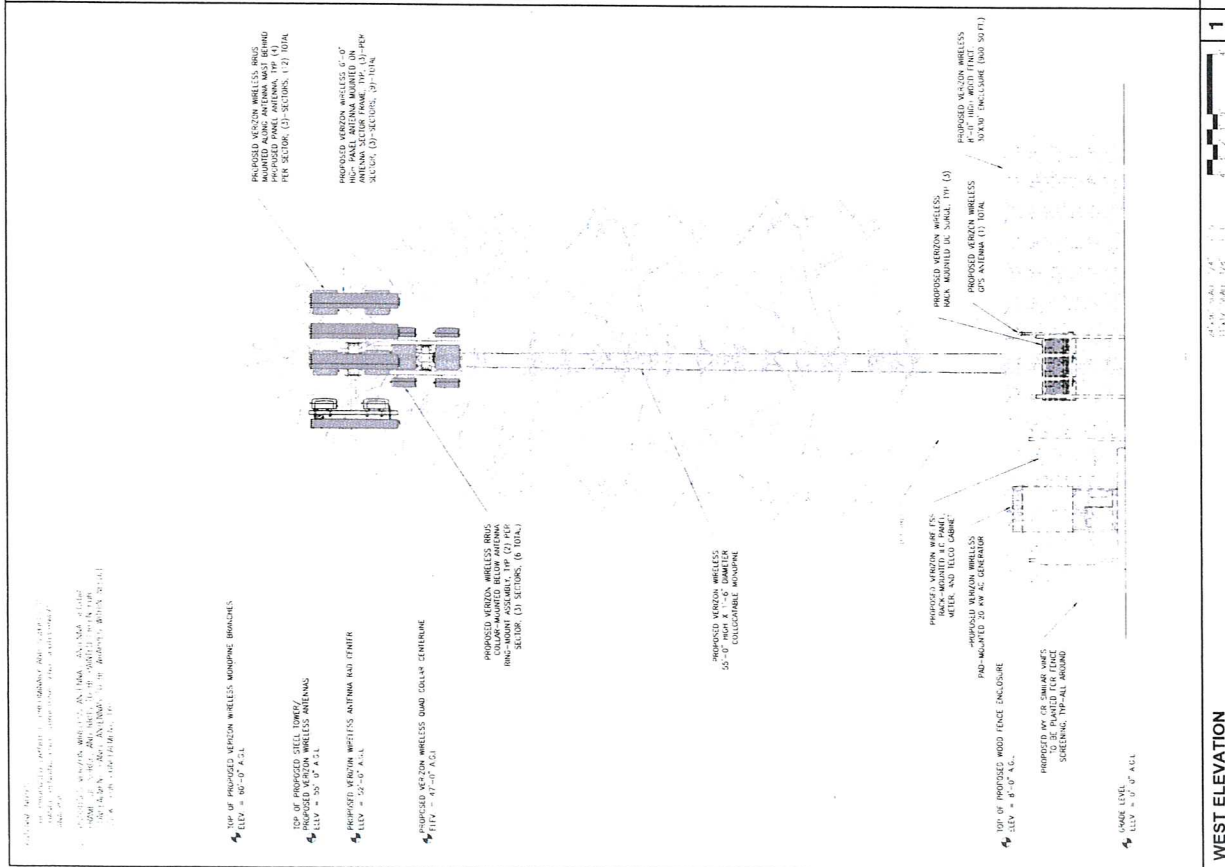 TOP OF PROPOSED VERIZON WIRELESS MONOPINE BRANCHES
ELEV = 60'-0" A.G.L.
TOP OF PROPOSED STEEL TOWER/
PROPOSED VERIZON WIRELESS ANTENNAS
ELEV = 55'-0" A.G.L.
PROPOSED VERIZON WIRELESS ANTENNA RAD CENTER
ELEV = 52'-0" A.G.L.
PROPOSED VERIZON WIRELESS QUAD COLLAR CENTERLINE
ELEV = 47'-0" A.G.L.
PROPOSED VERIZON WIRELESS RRUS
MOUNTED ALONG ANTENNA MAST BEHIND
PROPOSED PANEL ANTENNA, TYP (4)
PER SECTOR, (3)-SECTORS, (12) TOTAL
PROPOSED VERIZON WIRELESS 6'-0"
HIGH PANEL ANTENNA MOUNTED ON
ANTENNA SECTOR FRAME, TYP, (3)-PER
SECTOR, (3)-SECTORS, (9)-TOTAL
PROPOSED VERIZON WIRELESS RRUS
COLLAR-MOUNTED BELOW ANTENNA
RING-MOUNT ASSEMBLY, TYP (2) PER
SECTOR, (3) SECTORS, (6 TOTAL)
PROPOSED VERIZON WIRELESS
55'-0" HIGH X 1'-6" DIAMETER
COLLOCATABLE MONOPINE
PROPOSED VERIZON WIRELESS
RACK-MOUNTED ILC PANEL,
METER, AND TELCO CABINET
PROPOSED VERIZON WIRELESS
PAD-MOUNTED 20 KW AC GENERATOR
TOP OF PROPOSED WOOD FENCE ENCLOSURE
ELEV = 8'-0" A.G.L.
PROPOSED IVY OR SIMILAR VINES
TO BE PLANTED FOR FENCE
SCREENING, TYP-ALL AROUND
GRADE LEVEL
ELEV = 0'-0" A.G.L.
PROPOSED VERIZON WIRELESS
RACK MOUNTED DC SURGE, TYP (3)
PROPOSED VERIZON WIRELESS
GPS ANTENNA (1) TOTAL
PROPOSED VERIZON WIRELESS
8'-0" HIGH WOOD FENCE
30'X30' ENCLOSURE (900 SQ FT.)
WEST ELEVATION
1